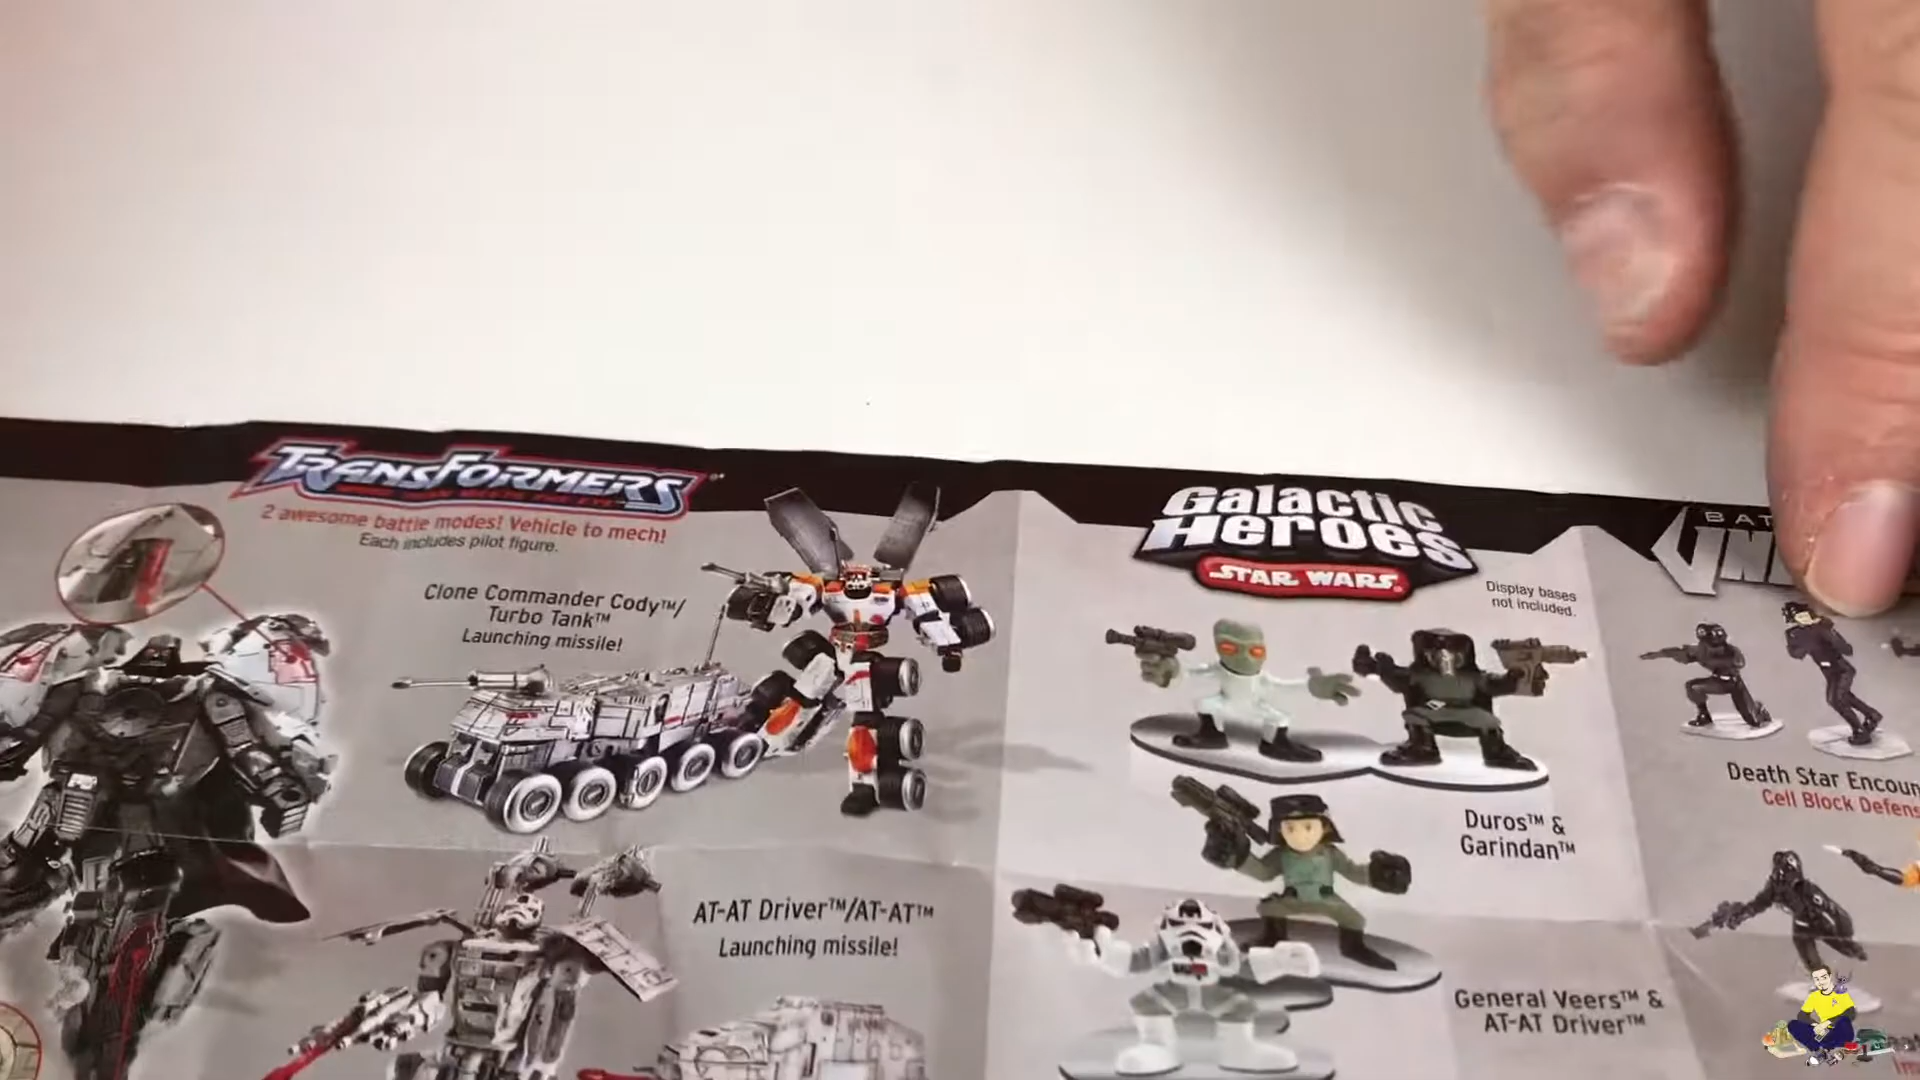 TRANSFORMERS
2 awesome battle modes! Vehicle to mech!
Each includes pilot figure.
Clone Commander Cody™/
Turbo Tank™
Launching missile!
AT-AT Driver™/AT-AT™
Launching missile!
Galactic
Heroes
STAR WARS
Display bases
not included.
Duros™ &
Garindan™
General Veers™ &
AT-AT Driver™
Death Star
Cell Block